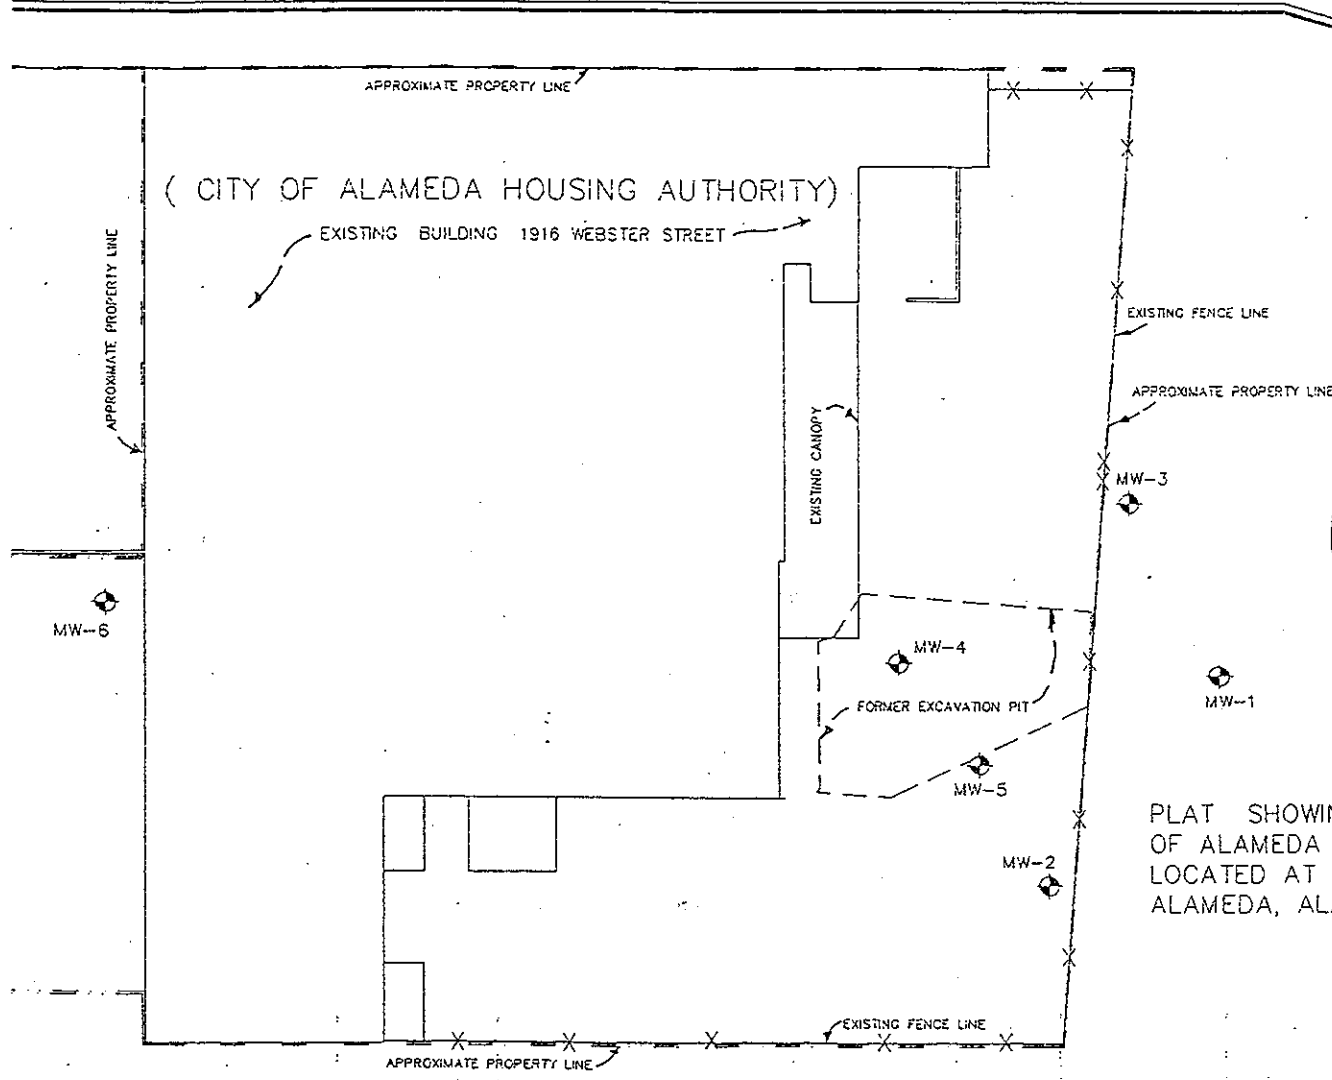 APPROXIMATE PROPERTY LINE
( CITY OF ALAMEDA HOUSING AUTHORITY)
EXISTING BUILDING 1916 WEBSTER STREET
APPROXIMATE PROPERTY LINE
EXISTING FENCE LINE
APPROXIMATE PROPERTY LINE
EXISTING CANOPY
MW-3
MW-6
MW-4
MW-1
FORMER EXCAVATION PIT
MW-5
PLAT SHOWIN
OF ALAMEDA
LOCATED AT
ALAMEDA, AL
MW-2
EXISTING FENCE LINE
APPROXIMATE PROPERTY LINE